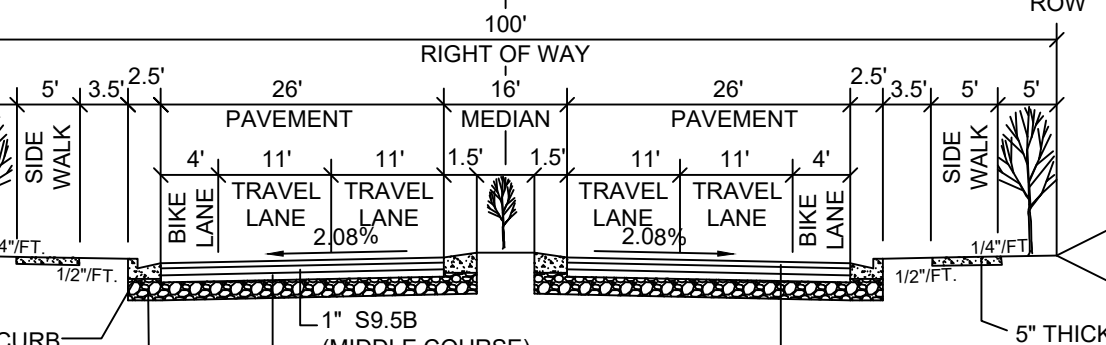 ROW
100'
RIGHT OF WAY
5' 3.5' 2.5' 26' 16' 26' 2.5' 3.5' 5' 5'
PAVEMENT MEDIAN PAVEMENT
SIDE
WALK
4' 11' 11' 1.5' 1.5' 11' 11' 4'
SIDE
WALK
BIKE
LANE
TRAVEL
LANE
TRAVEL
LANE
TRAVEL
LANE
TRAVEL
LANE
BIKE
LANE
2.08% 2.08%
4"/FT. 1/4"/FT
1/2"/FT. 1/2"/FT.
1" S9.5B
CURB (MIDDLE COURSE)
5" THICK